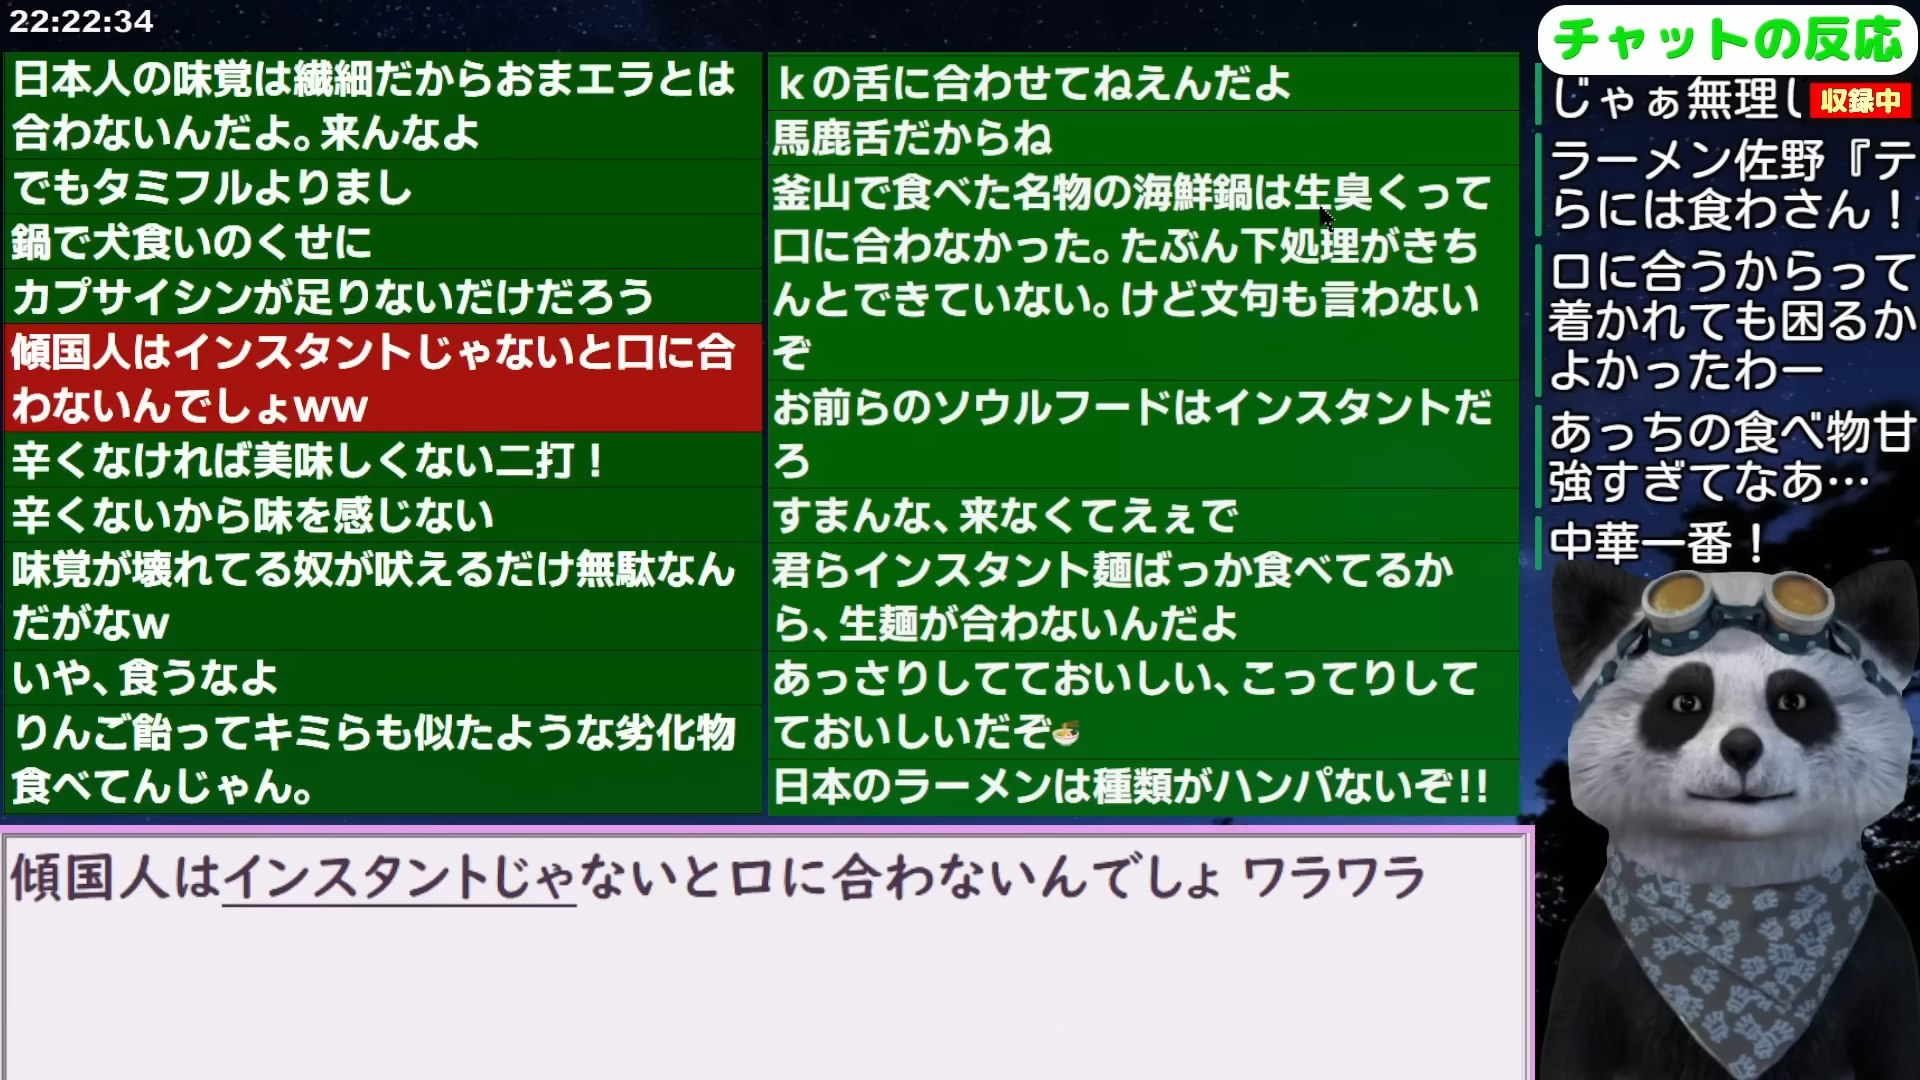 22:22:34
日本人の味覚は繊細だからおまエラとは
合わないんだよ。来んなよ
でもタミフルよりまし
鍋で犬食いのくせに
カプサイシンが足りないだけだろう
傾国人はインスタントじゃないと口に合
わないんでしょww
辛くなければ美味しくない二打！
辛くないから味を感じない
味覚が壊れてる奴が吠えるだけ無駄なん
だがなw
いや、食うなよ
りんご飴ってキミらも似たような劣化物
食べてんじゃん。
ｋの舌に合わせてねえんだよ
馬鹿舌だからね
釜山で食べた名物の海鮮鍋は生臭くって
口に合わなかった。たぶん下処理がきち
んとできていない。けど文句も言わない
ぞ
お前らのソウルフードはインスタントだ
ろ
すまんな、来なくてえぇで
君らインスタント麺ばっか食べてるか
ら、生麺が合わないんだよ
あっさりしてておいしい、こってりして
ておいしいだぞ🍜
日本のラーメンは種類がハンパないぞ!!
傾国人はインスタントじゃないと口に合わないんでしょ ワラワラ
チャットの反応
じゃぁ無理し
収録中
ラーメン佐野『テ
らには食わさん！
口に合うからって
着かれても困るか
よかったわー
あっちの食べ物甘
強すぎてなあ…
中華一番！